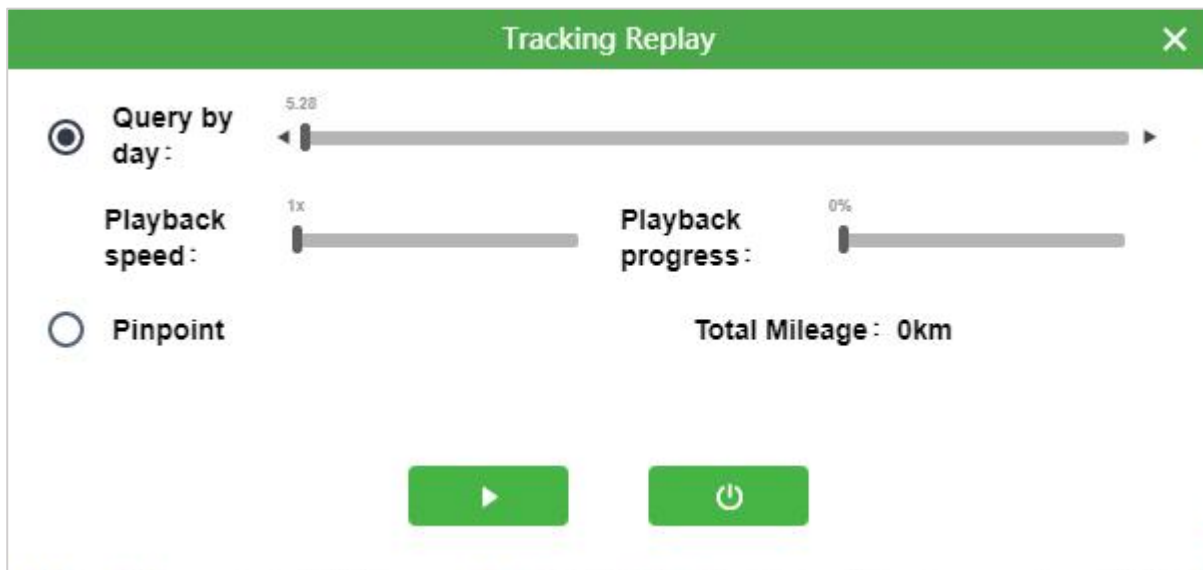 Tracking Replay
5.28
Query by
day:
1x
Playback
speed:
0%
Playback
progress:
Pinpoint
Total Mileage: 0km